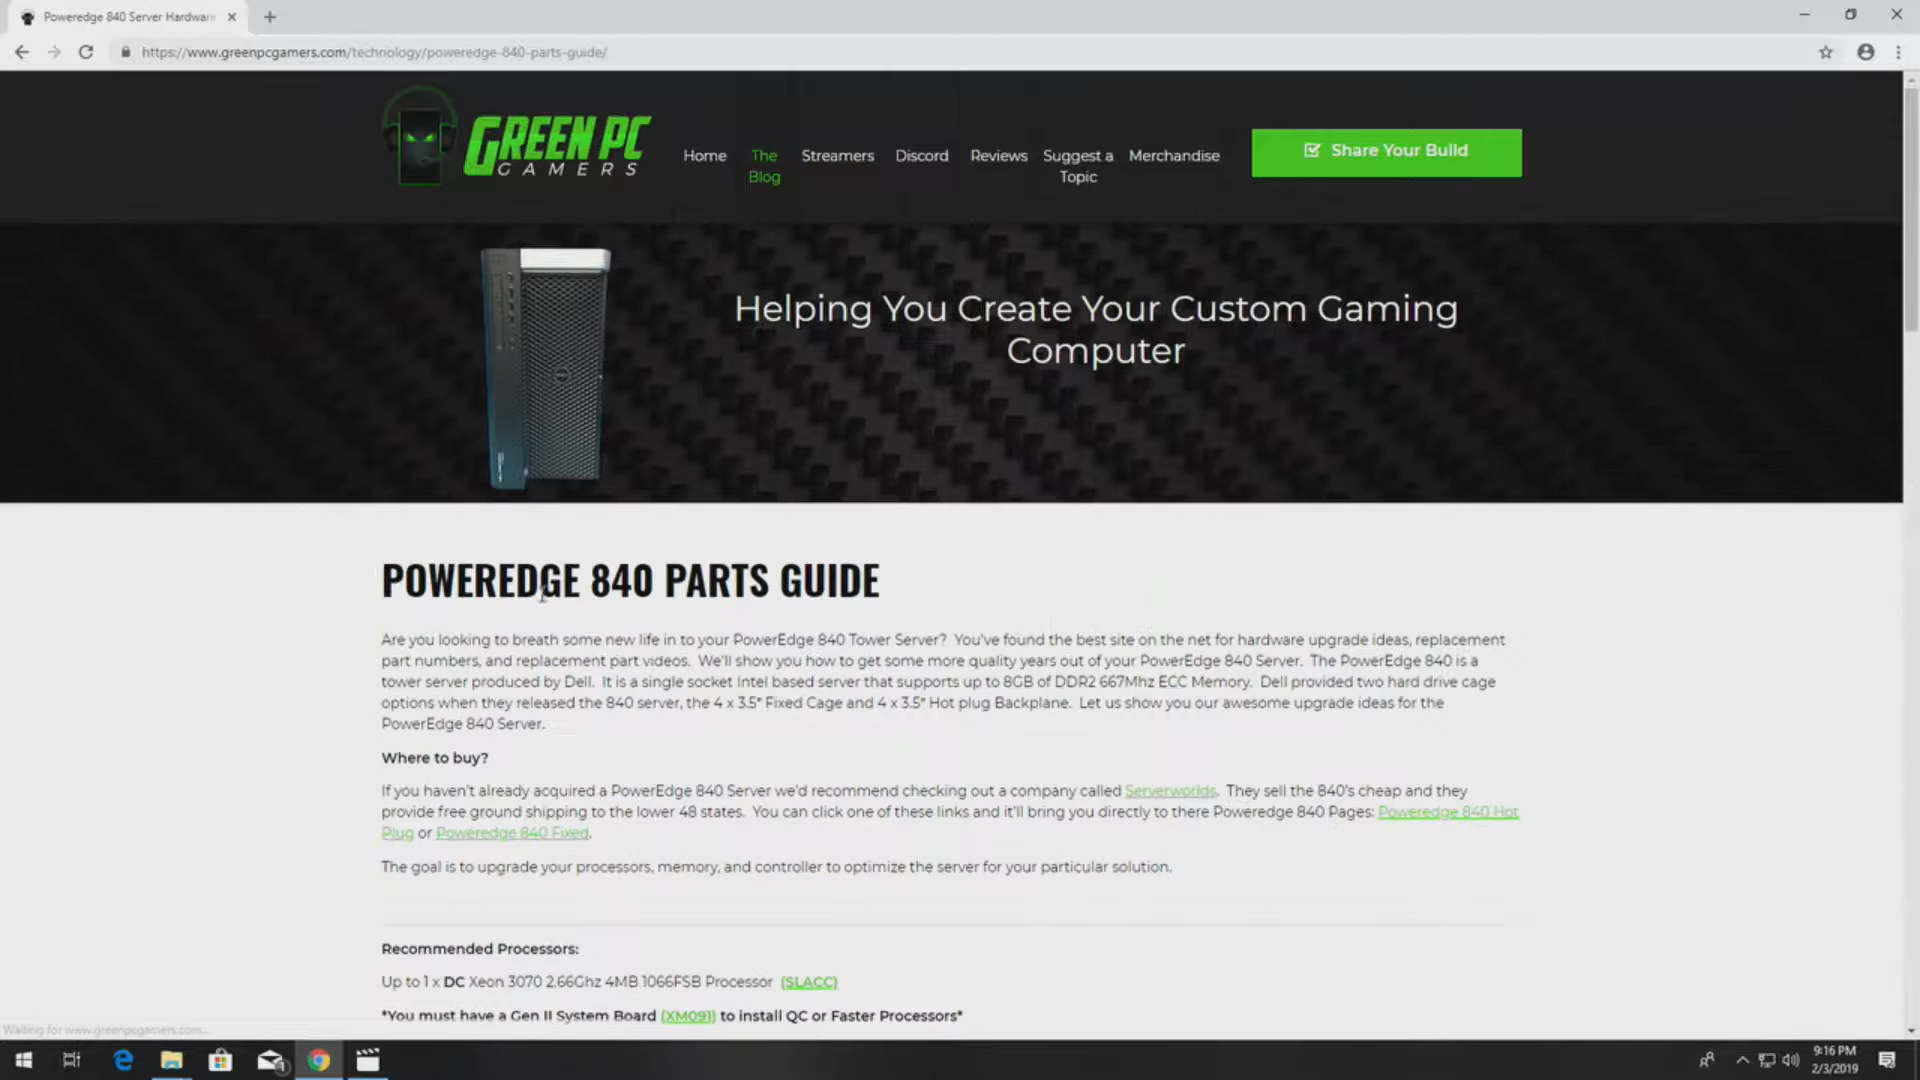 Poweredge 840 Server Hardware
https://www.greenpcgamers.com/technology/poweredge-840-parts-guide/
GREEN PC
GAMERS
Home
The
Blog
Streamers
Discord
Reviews
Suggest a
Topic
Merchandise
Share Your Build
Helping You Create Your Custom Gaming
Computer
POWEREDGE 840 PARTS GUIDE
Are you looking to breath some new life in to your PowerEdge 840 Tower Server? You've found the best site on the net for hardware upgrade ideas, replacement
part numbers, and replacement part videos. We'll show you how to get some more quality years out of your PowerEdge 840 Server. The PowerEdge 840 is a
tower server produced by Dell. It is a single socket Intel based server that supports up to 8GB of DDR2 667Mhz ECC Memory. Dell provided two hard drive cage
options when they released the 840 server, the 4 x 3.5" Fixed Cage and 4 x 3.5" Hot plug Backplane. Let us show you our awesome upgrade ideas for the
PowerEdge 840 Server.
Where to buy?
If you haven't already acquired a PowerEdge 840 Server we'd recommend checking out a company called Serverworlds. They sell the 840's cheap and they
provide free ground shipping to the lower 48 states. You can click one of these links and it'll bring you directly to there Poweredge 840 Pages: Poweredge 840 Hot
Plug or Poweredge 840 Fixed.
The goal is to upgrade your processors, memory, and controller to optimize the server for your particular solution.
Recommended Processors:
Up to 1 x DC Xeon 3070 2.66Ghz 4MB 1066FSB Processor (SLACC)
*You must have a Gen II System Board (XM091) to install QC or Faster Processors*
Waiting for www.greenpcgamers.com...
9:16 PM
2/3/2019